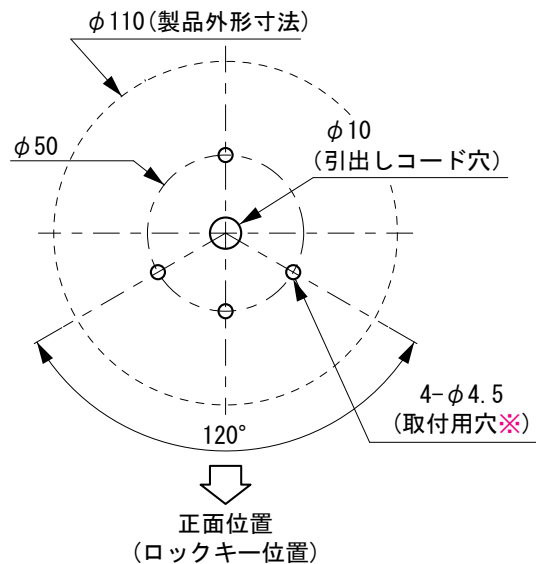 φ110(製品外形寸法)
φ50
φ10
(引出しコード穴)
4-φ4.5
(取付用穴※)
120°
正面位置
(ロックキー位置)